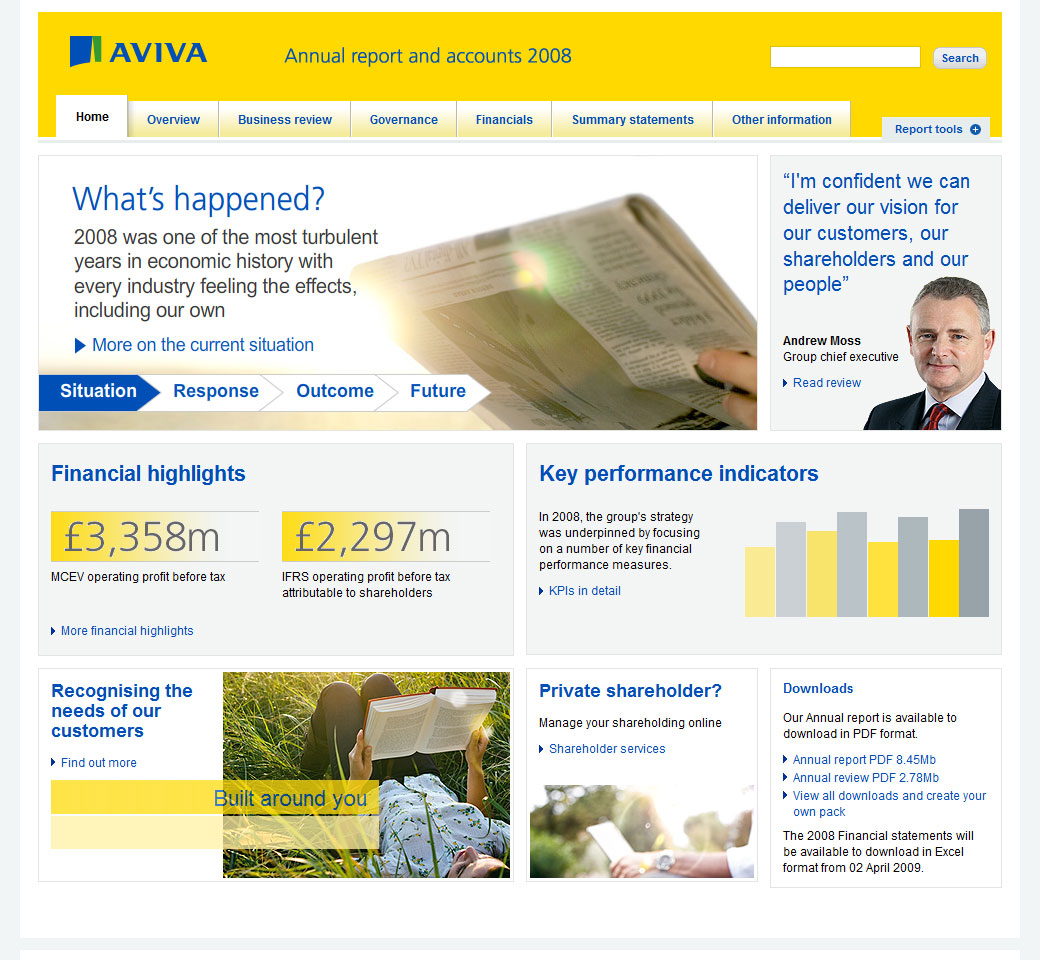 AVIVA
Annual report and accounts 2008
Search
Home
Overview
Business review
Governance
Financials
Summary statements
Other information
Report tools
What's happened?
2008 was one of the most turbulent
years in economic history with
every industry feeling the effects,
including our own
More on the current situation
Situation
Response
Outcome
Future
“I'm confident we can
deliver our vision for
our customers, our
shareholders and our
people”
Andrew Moss
Group chief executive
Read review
Financial highlights
£3,358m
MCEV operating profit before tax
£2,297m
IFRS operating profit before tax
attributable to shareholders
More financial highlights
Key performance indicators
In 2008, the group's strategy
was underpinned by focusing
on a number of key financial
performance measures.
KPIs in detail
Recognising the
needs of our
customers
Find out more
Built around you
Private shareholder?
Manage your shareholding online
Shareholder services
Downloads
Our Annual report is available to
download in PDF format.
Annual report PDF 8.45Mb
Annual review PDF 2.78Mb
View all downloads and create your
own pack
The 2008 Financial statements will
be available to download in Excel
format from 02 April 2009.